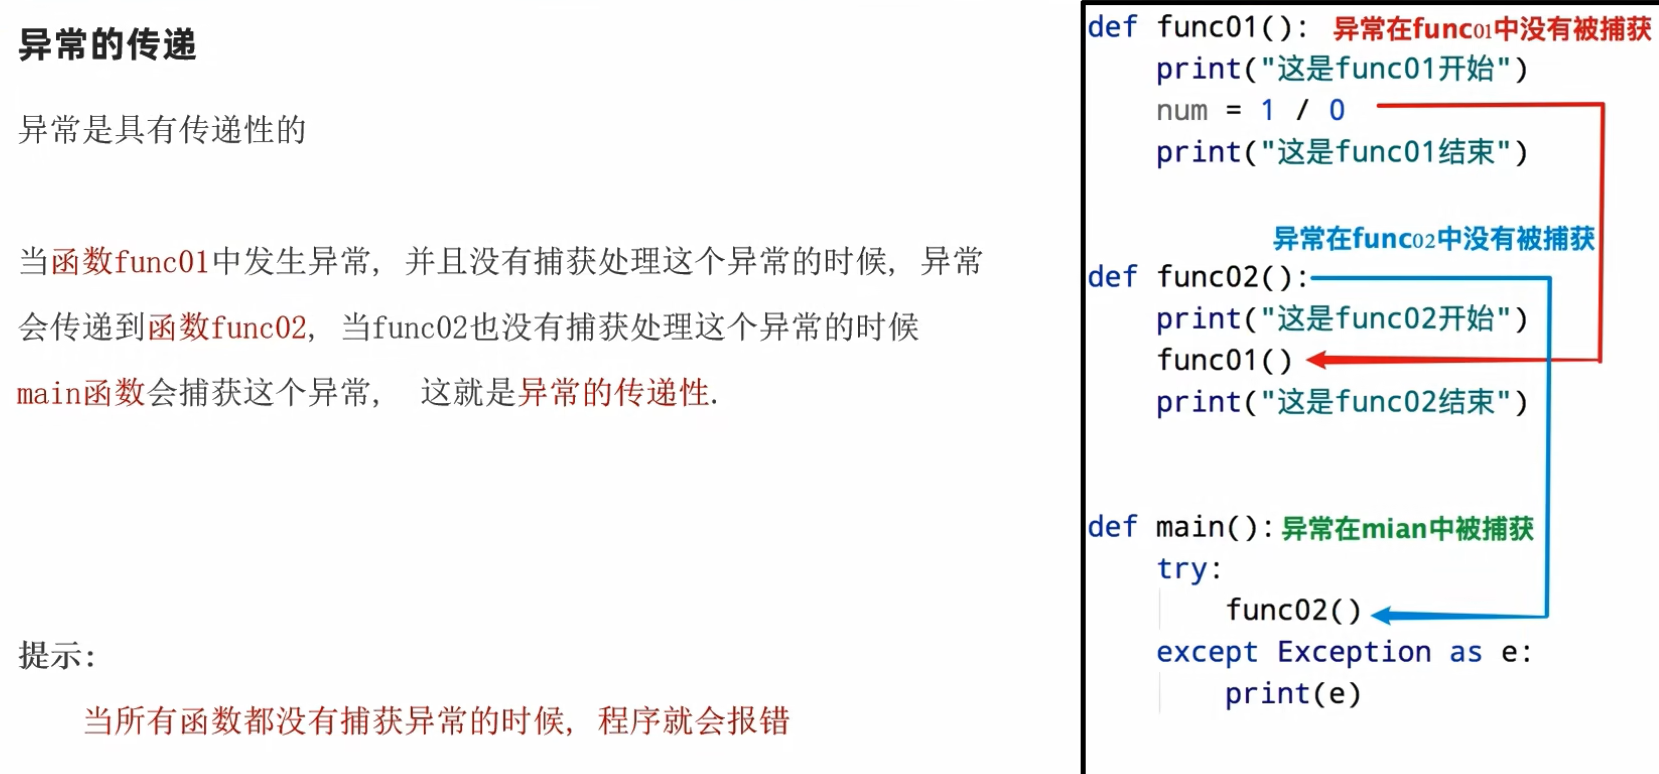 异常的传递
异常是具有传递性的
当函数func01中发生异常, 并且没有捕获处理这个异常的时候, 异常
会传递到函数func02, 当func02也没有捕获处理这个异常的时候
main函数会捕获这个异常, 这就是异常的传递性.
提示:
当所有函数都没有捕获异常的时候, 程序就会报错
def func01(): 异常在func01中没有被捕获
print("这是func01开始")
num = 1 / 0
print("这是func01结束")
异常在func02中没有被捕获
def func02():
print("这是func02开始")
func01()
print("这是func02结束")
def main(): 异常在mian中被捕获
try:
func02()
except Exception as e:
print(e)